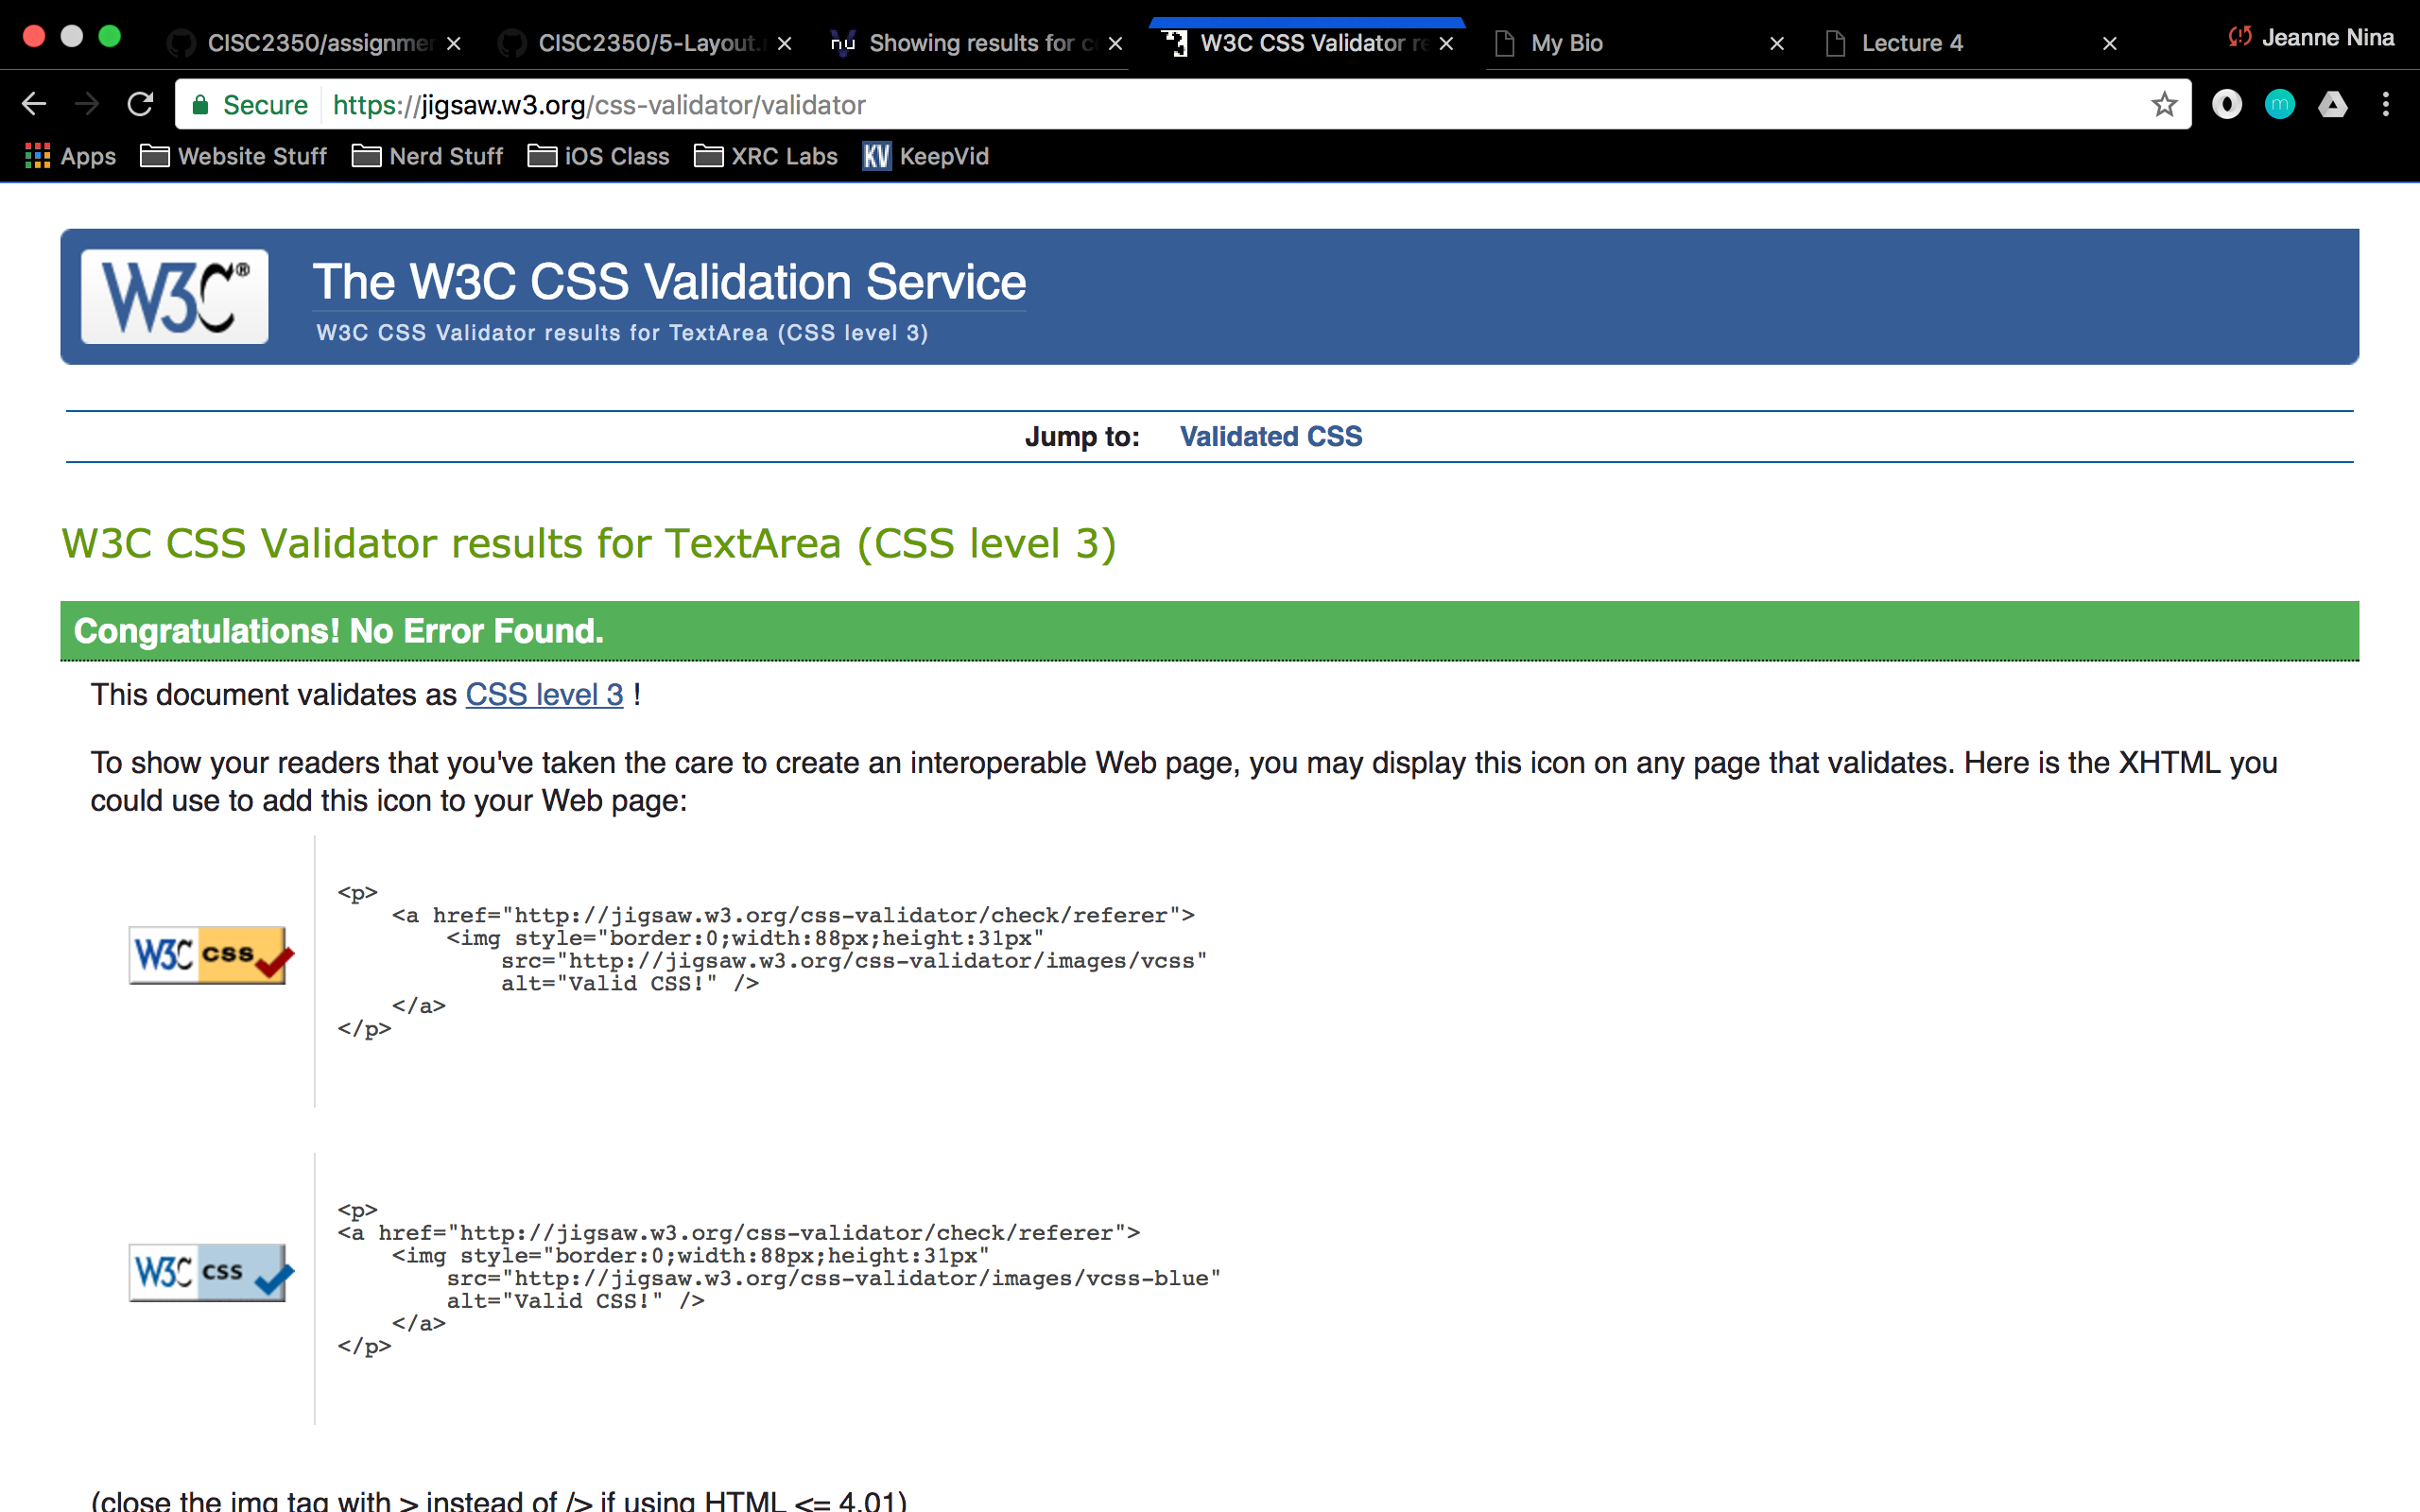 CISC2350/assignmen
CISC2350/5-Layout.
nu Showing results for c
W3C CSS Validator re
My Bio
Lecture 4
Jeanne Nina
Secure https://jigsaw.w3.org/css-validator/validator
m
Apps Website Stuff Nerd Stuff iOS Class XRC Labs KV KeepVid
W3C®
The W3C CSS Validation Service
W3C CSS Validator results for TextArea (CSS level 3)
Jump to: Validated CSS
W3C CSS Validator results for TextArea (CSS level 3)
Congratulations! No Error Found.
This document validates as CSS level 3 !
To show your readers that you've taken the care to create an interoperable Web page, you may display this icon on any page that validates. Here is the XHTML you
could use to add this icon to your Web page:
W3C css
<p>
<a href="http://jigsaw.w3.org/css-validator/check/referer">
<img style="border:0;width:88px;height:31px"
src="http://jigsaw.w3.org/css-validator/images/vcss"
alt="Valid CSS!" />
</a>
</p>
W3C css
<p>
<a href="http://jigsaw.w3.org/css-validator/check/referer">
<img style="border:0;width:88px;height:31px"
src="http://jigsaw.w3.org/css-validator/images/vcss-blue"
alt="Valid CSS!" />
</a>
</p>
(close the img tag with > instead of /> if using HTML <= 4.01)